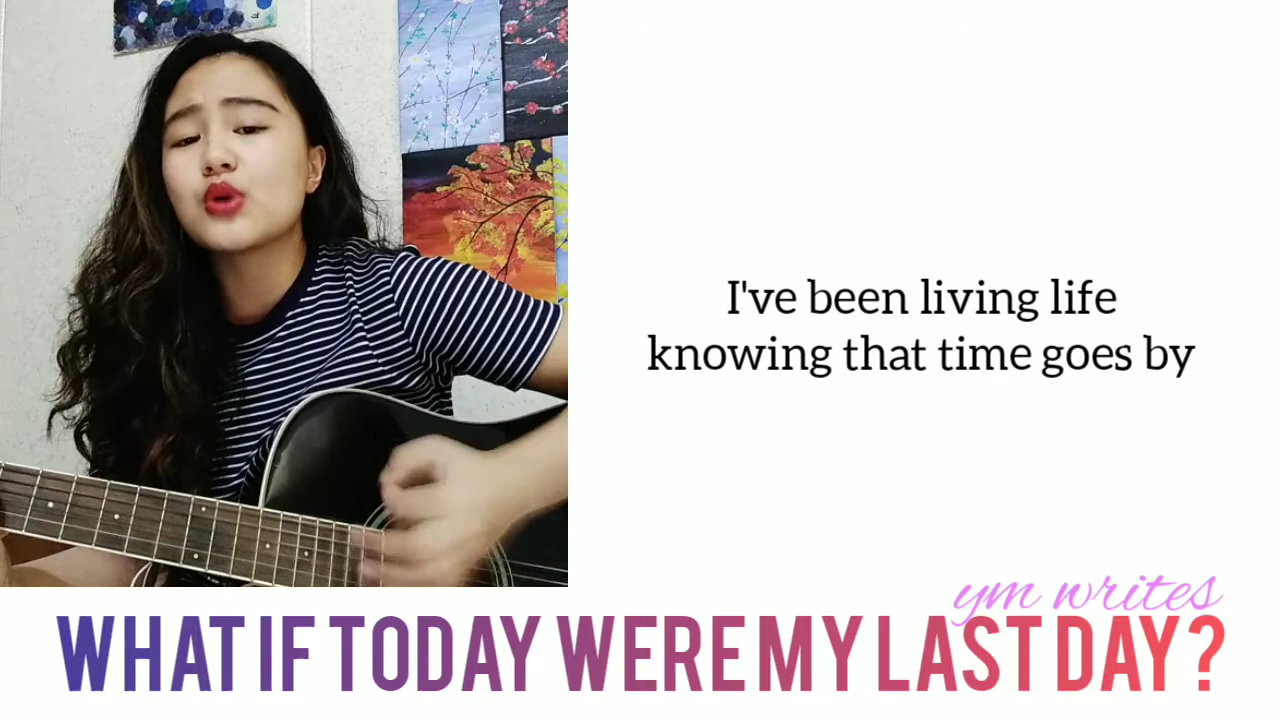 I've been living life
knowing that time goes by
ym writes
WHAT IF TODAY WERE MY LAST DAY?